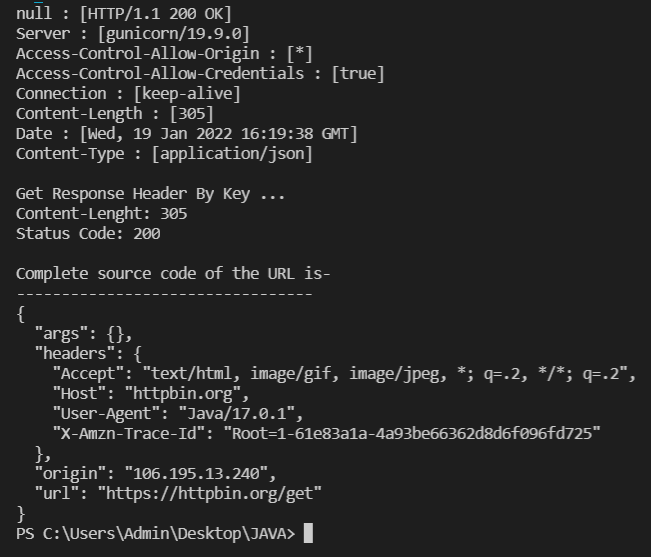 null : [HTTP/1.1 200 OK]
Server : [gunicorn/19.9.0]
Access-Control-Allow-Origin : [*]
Access-Control-Allow-Credentials : [true]
Connection : [keep-alive]
Content-Length : [305]
Date : [Wed, 19 Jan 2022 16:19:38 GMT]
Content-Type : [application/json]

Get Response Header By Key ...
Content-Lenght: 305
Status Code: 200

Complete source code of the URL is-
---------------------------------
{
  "args": {},
  "headers": {
    "Accept": "text/html, image/gif, image/jpeg, *; q=.2, */*; q=.2",
    "Host": "httpbin.org",
    "User-Agent": "Java/17.0.1",
    "X-Amzn-Trace-Id": "Root=1-61e83a1a-4a93be66362d8d6f096fd725"
  },
  "origin": "106.195.13.240",
  "url": "https://httpbin.org/get"
}
PS C:\Users\Admin\Desktop\JAVA>